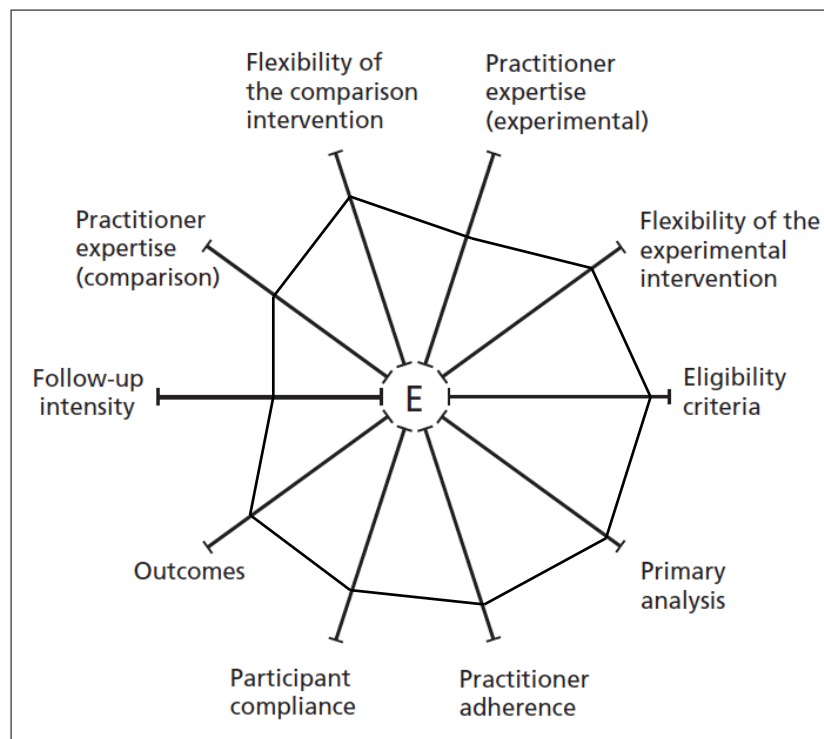 Flexibility of
the comparison
intervention
Practitioner
expertise
(experimental)
Practitioner
expertise
(comparison)
Flexibility of the
experimental
intervention
Follow-up
intensity
E
Eligibility
criteria
Outcomes
Primary
analysis
Participant
compliance
Practitioner
adherence